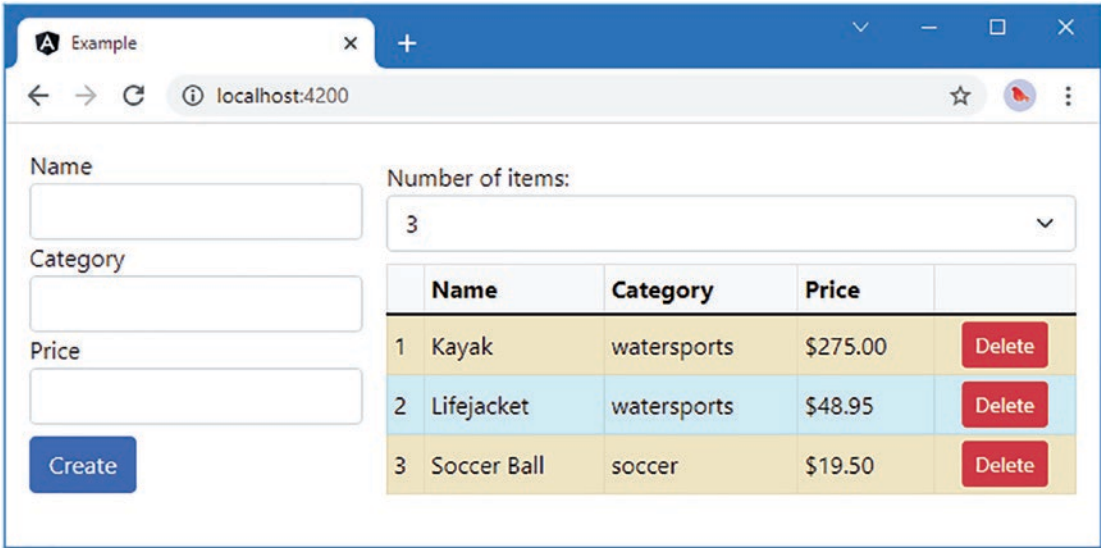 Example
localhost:4200
Name
Category
Price
Create
Number of items:
3
Name Category Price
1 Kayak watersports $275.00 Delete
2 Lifejacket watersports $48.95 Delete
3 Soccer Ball soccer $19.50 Delete